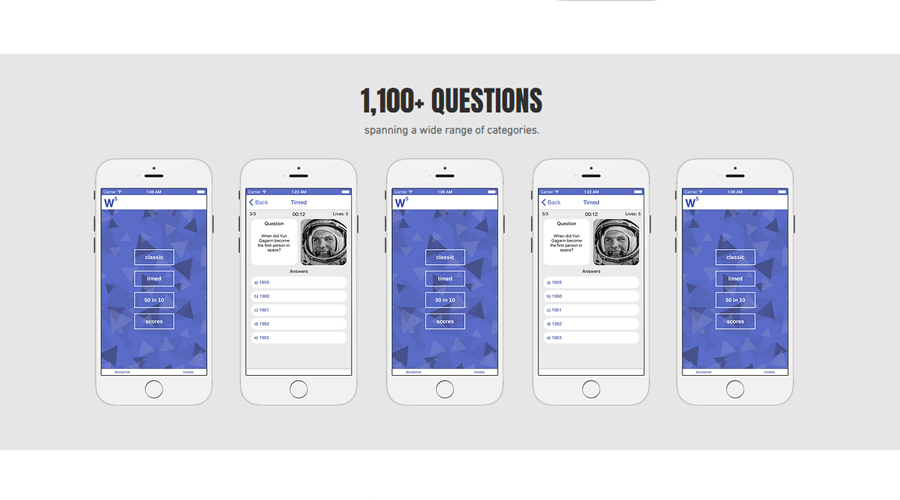 1,100+ QUESTIONS
spanning a wide range of categories.
Carrier 1:06 AM
W5
classic
timed
50 in 10
scores
disclaimer modes
Carrier 1:22 AM
Back Timed
3/3 00:12 Lives: 5
Question
When did Yuri
Gagarin become
the first person in
space?
Answers
a) 1959
b) 1960
c) 1961
d) 1962
e) 1963
Carrier 1:06 AM
W5
classic
timed
50 in 10
scores
disclaimer modes
Carrier 1:22 AM
Back Timed
3/3 00:12 Lives: 5
Question
When did Yuri
Gagarin become
the first person in
space?
Answers
a) 1959
b) 1960
c) 1961
d) 1962
e) 1963
Carrier 1:06 AM
W5
classic
timed
50 in 10
scores
disclaimer modes